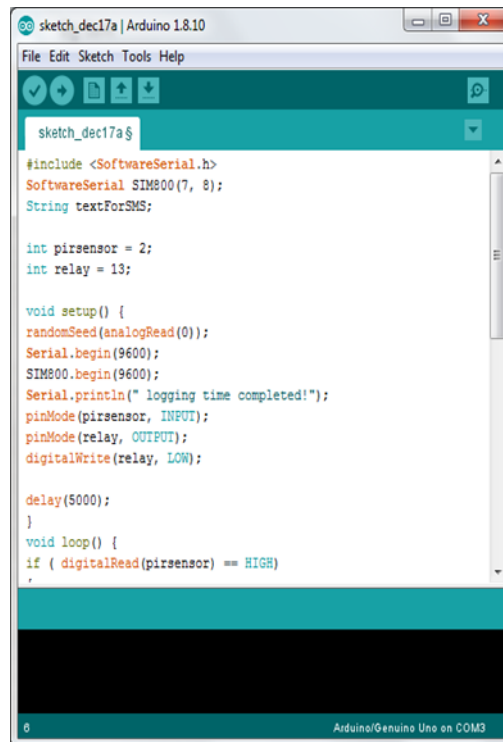 sketch_dec17a | Arduino 1.8.10
File Edit Sketch Tools Help
sketch_dec17a §
#include <SoftwareSerial.h>
SoftwareSerial SIM800(7, 8);
String textForSMS;
int pirsensor = 2;
int relay = 13;
void setup() {
randomSeed(analogRead(0));
Serial.begin(9600);
SIM800.begin(9600);
Serial.println(" logging time completed!");
pinMode(pirsensor, INPUT);
pinMode(relay, OUTPUT);
digitalWrite(relay, LOW);
delay(5000);
}
void loop() {
if ( digitalRead(pirsensor) == HIGH)
6
Arduino/Genuino Uno on COM3